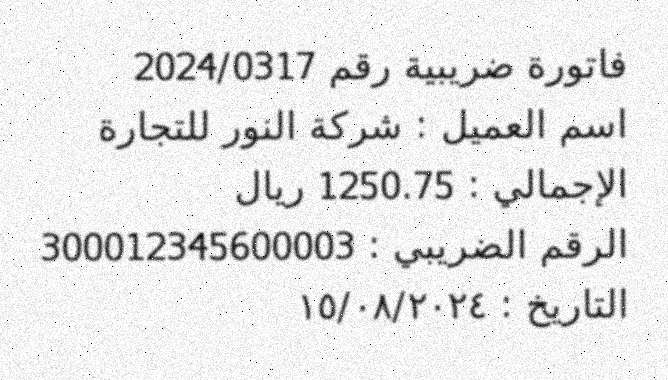 فاتورة ضريبية رقم 2024/0317
اسم العميل : شركة النور للتجارة
الإجمالي : 1250.75 ريال
الرقم الضريبي : 300012345600003
التاريخ : ١٥/٠٨/٢٠٢٤